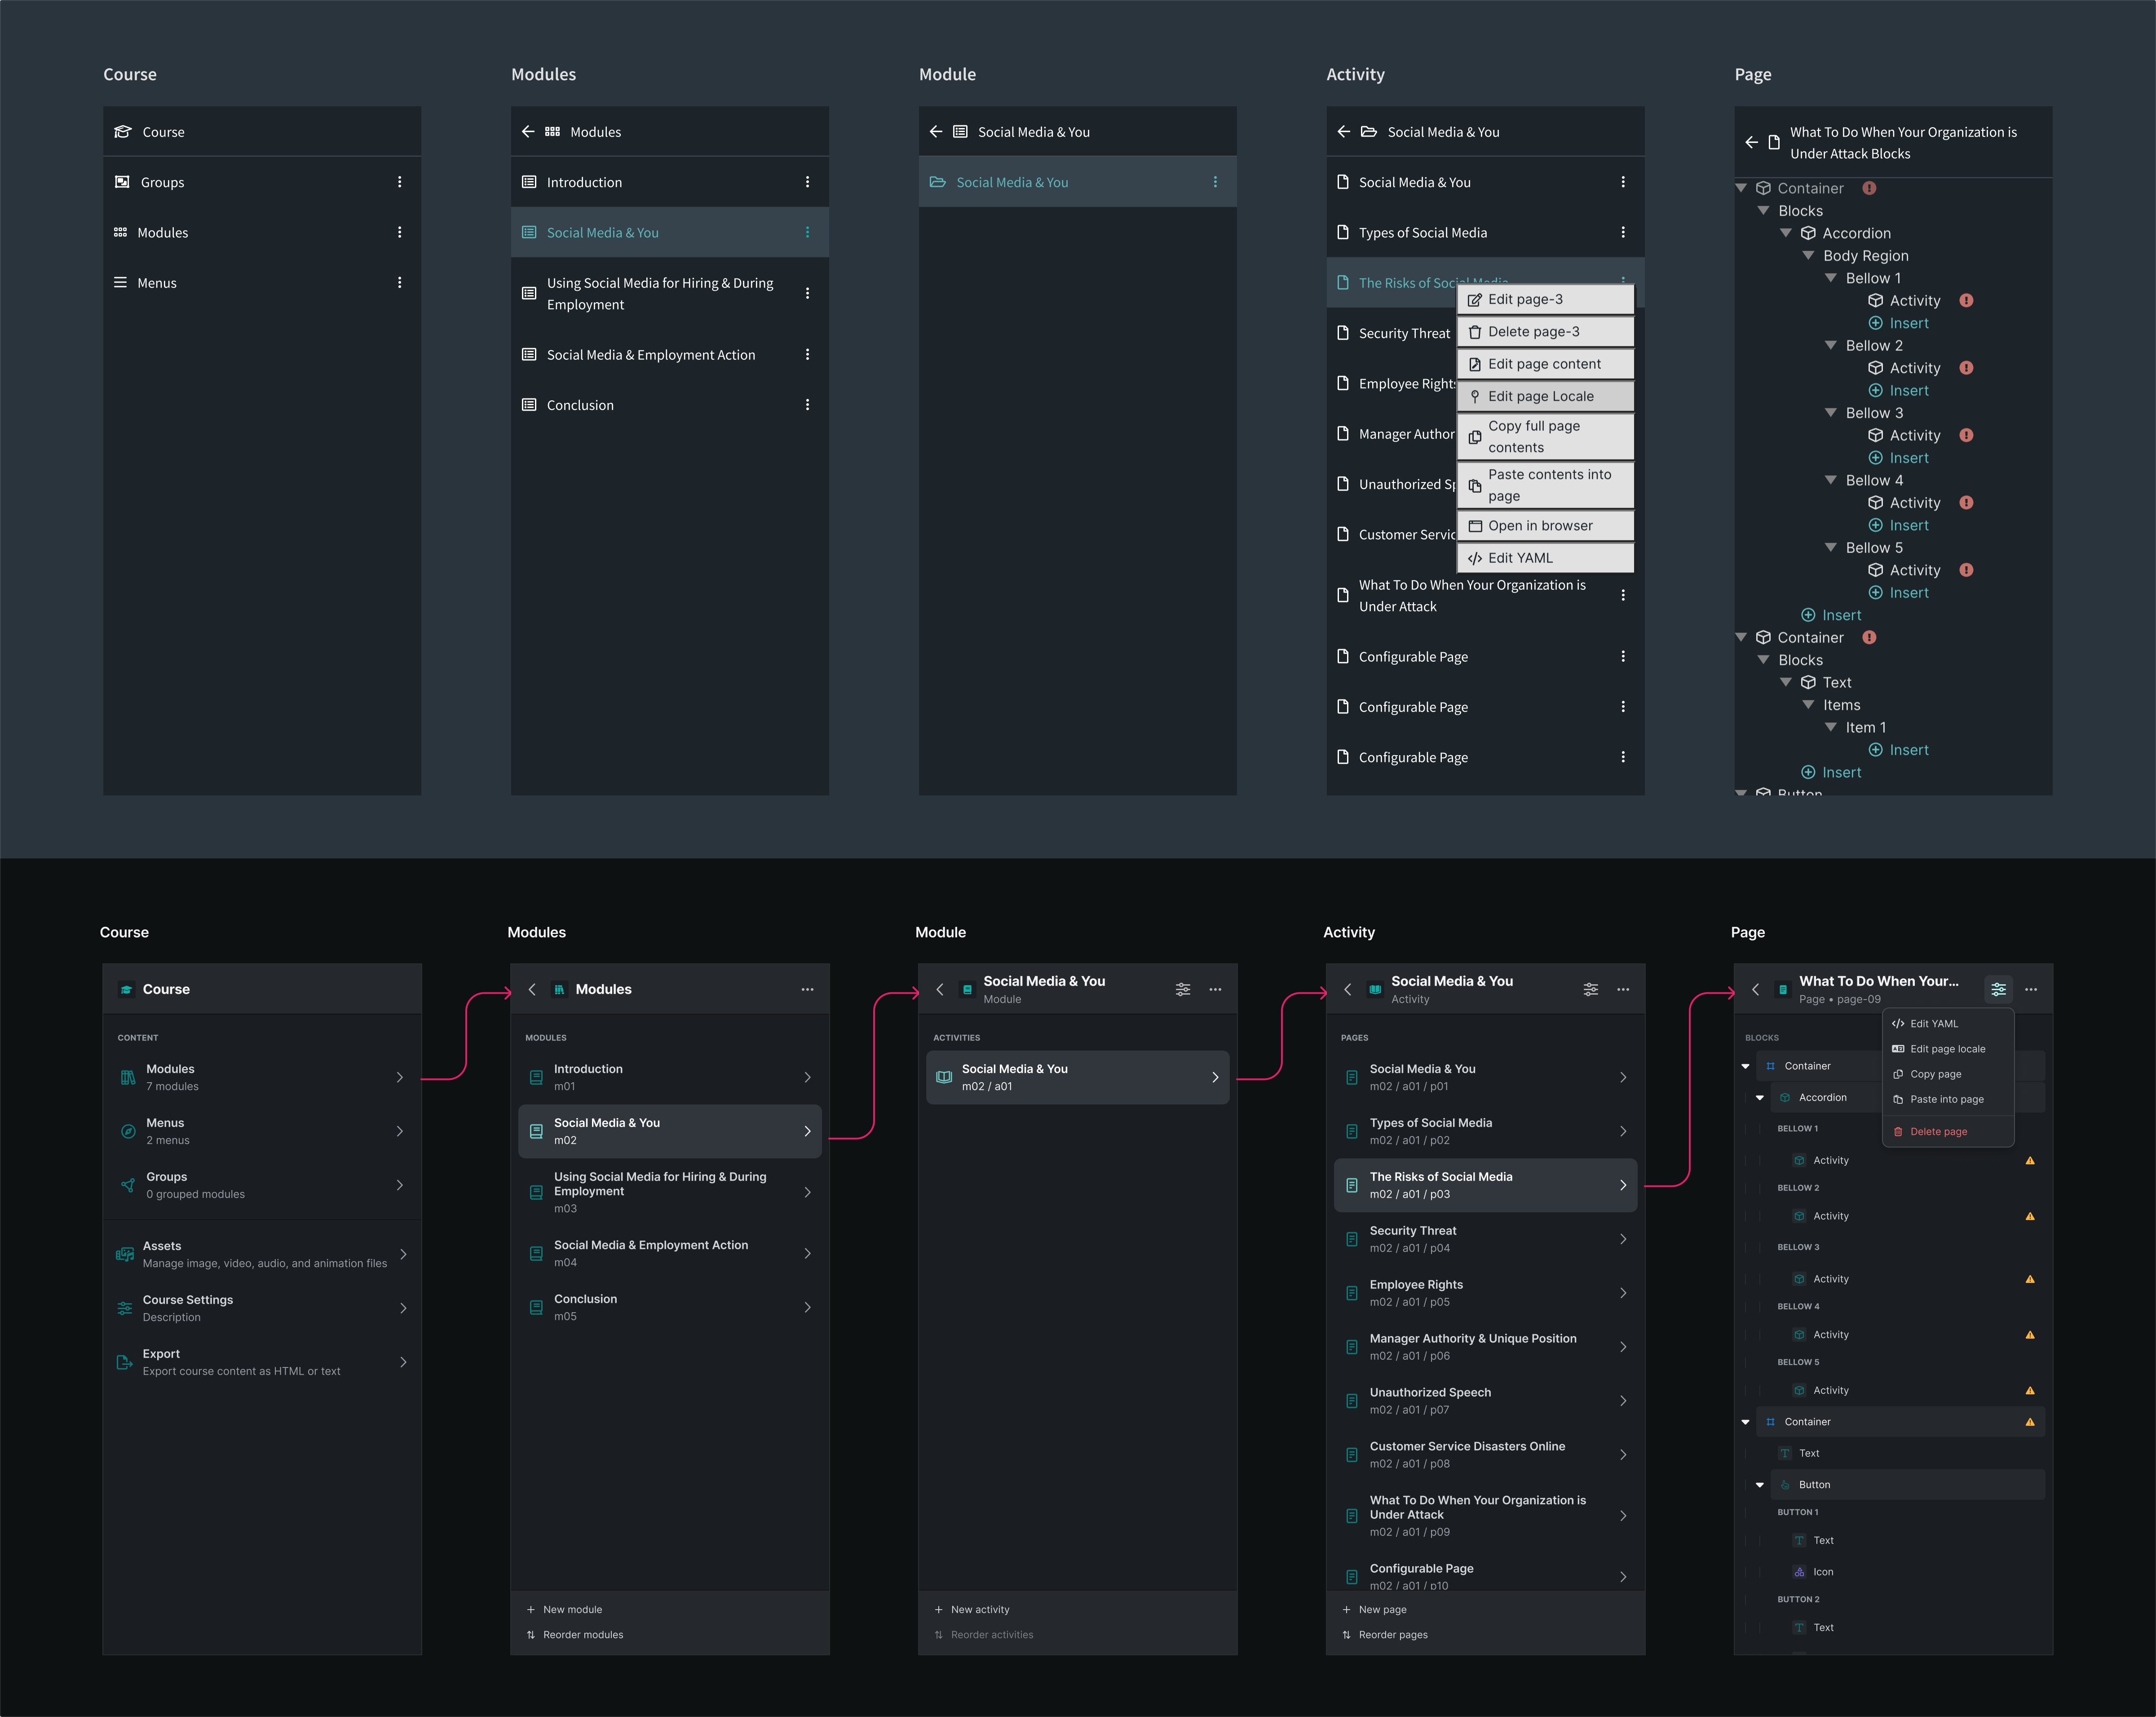 Course
Course
Groups
Modules
Menus
Modules
Modules
Introduction
Social Media & You
Using Social Media for Hiring & During
Employment
Social Media & Employment Action
Conclusion
Module
Social Media & You
Social Media & You
Activity
Social Media & You
Social Media & You
Types of Social Media
The Risks of Social Media
Security Threat
Employee Rights
Manager Author
Unauthorized Sp
Customer Servic
What To Do When Your Organization is
Under Attack
Configurable Page
Configurable Page
Configurable Page
Edit page-3
Delete page-3
Edit page content
Edit page Locale
Copy full page
contents
Paste contents into
page
Open in browser
Edit YAML
Page
What To Do When Your Organization is
Under Attack Blocks
Container
Blocks
Accordion
Body Region
Bellow 1
Activity
Insert
Bellow 2
Activity
Insert
Bellow 3
Activity
Insert
Bellow 4
Activity
Insert
Bellow 5
Activity
Insert
Insert
Container
Blocks
Text
Items
Item 1
Insert
Insert
Button
Course
Course
CONTENT
Modules
7 modules
Menus
2 menus
Groups
0 grouped modules
Assets
Manage image, video, audio, and animation files
Course Settings
Description
Export
Export course content as HTML or text
Modules
Modules
MODULES
Introduction
m01
Social Media & You
m02
Using Social Media for Hiring & During
Employment
m03
Social Media & Employment Action
m04
Conclusion
m05
New module
Reorder modules
Module
Social Media & You
Module
ACTIVITIES
Social Media & You
m02 / a01
New activity
Reorder activities
Activity
Social Media & You
Activity
PAGES
Social Media & You
m02 / a01 / p01
Types of Social Media
m02 / a01 / p02
The Risks of Social Media
m02 / a01 / p03
Security Threat
m02 / a01 / p04
Employee Rights
m02 / a01 / p05
Manager Authority & Unique Position
m02 / a01 / p06
Unauthorized Speech
m02 / a01 / p07
Customer Service Disasters Online
m02 / a01 / p08
What To Do When Your Organization is
Under Attack
m02 / a01 / p09
Configurable Page
m02 / a01 / p10
New page
Reorder pages
Page
What To Do When Your...
Page • page-09
Edit YAML
Edit page locale
Copy page
Paste into page
Delete page
BLOCKS
Container
Accordion
BELLOW 1
Activity
BELLOW 2
Activity
BELLOW 3
Activity
BELLOW 4
Activity
BELLOW 5
Activity
Container
Text
Button
BUTTON 1
Text
Icon
BUTTON 2
Text